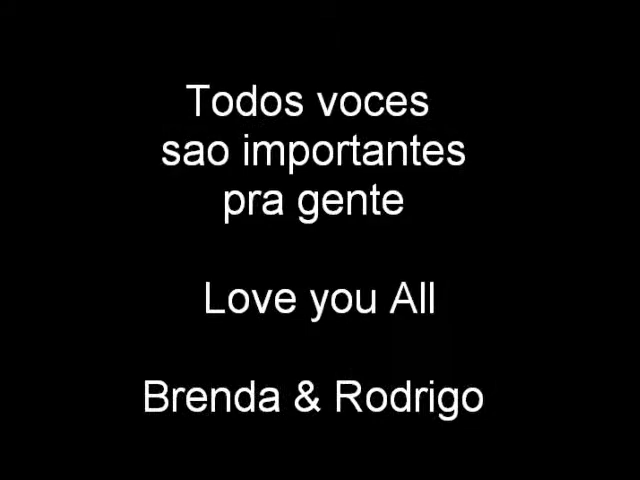 Todos voces
sao importantes
pra gente
Love you All
Brenda & Rodrigo